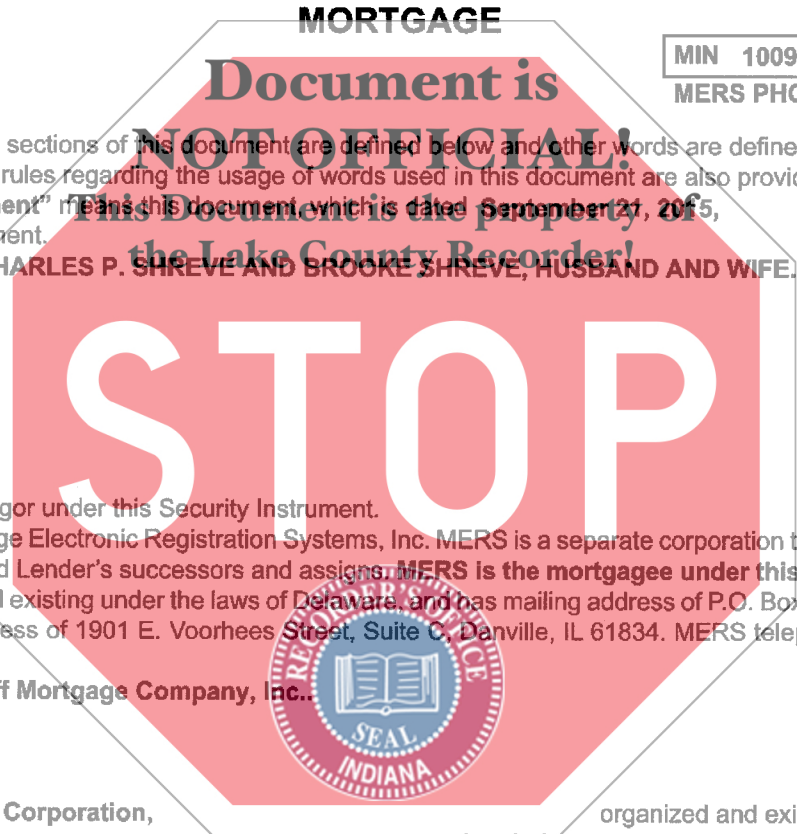 MORTGAGE
MIN 1009
MERS PHO
Document is
NOT OFFICIAL!
This Document is the property of
the Lake County Recorder!
sections of this document are defined below and other words are define
rules regarding the usage of words used in this document are also provid
ent” means this document, which is dated September 21, 2015,
ment.
HARLES P. SHREVE AND BROOKE SHREVE, HUSBAND AND WIFE.
STOP
gor under this Security Instrument.
ge Electronic Registration Systems, Inc. MERS is a separate corporation t
d Lender's successors and assigns. MERS is the mortgagee under this
d existing under the laws of Delaware, and has mailing address of P.O. Box
ess of 1901 E. Voorhees Street, Suite C, Danville, IL 61834. MERS telep
ff Mortgage Company, Inc..
RECORDER'S OFFICE
SEAL
INDIANA
Corporation,
organized and exi